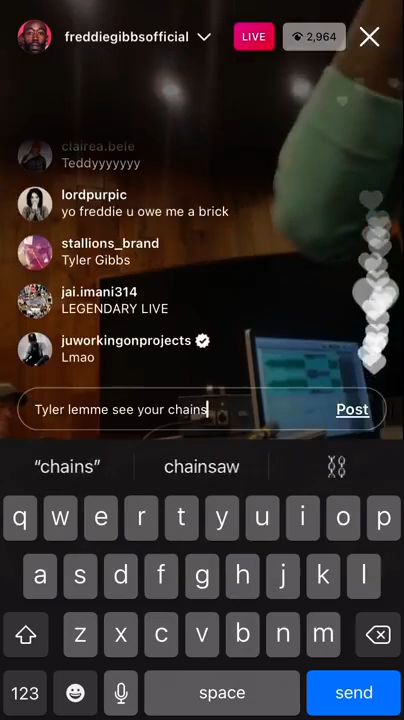 freddiegibbsofficial LIVE 2,964
clairea.bele
Teddyyyyyyy
lordpurpic
yo freddie u owe me a brick
stallions_brand
Tyler Gibbs
jai.imani314
LEGENDARY LIVE
juworkingonprojects
Lmao
Tyler lemme see your chains Post
“chains” chainsaw
q w e r t y u i o p
a s d f g h j k l
z x c v b n m
123 space send